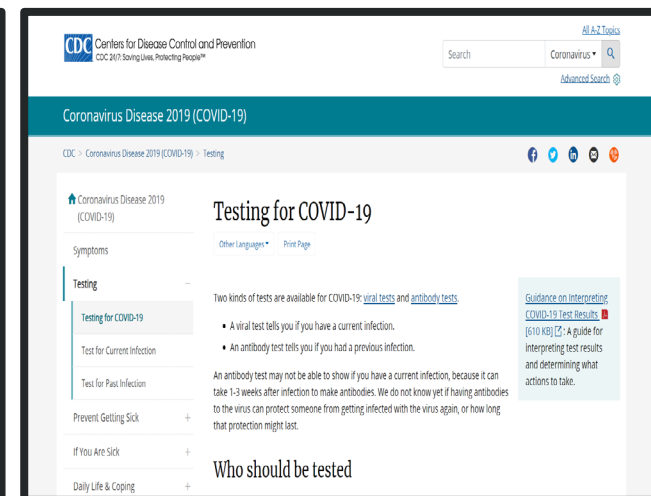 All A-Z Topics
CDC Centers for Disease Control and Prevention
CDC 24/7: Saving Lives, Protecting People™
Search Coronavirus
Advanced Search
Coronavirus Disease 2019 (COVID-19)
CDC > Coronavirus Disease 2019 (COVID-19) > Testing
Coronavirus Disease 2019
(COVID-19)
Symptoms
Testing –
Testing for COVID-19
Test for Current Infection
Test for Past Infection
Prevent Getting Sick +
If You Are Sick +
Daily Life & Coping +
Testing for COVID-19
Other Languages Print Page
Two kinds of tests are available for COVID-19: viral tests and antibody tests.
• A viral test tells you if you have a current infection.
• An antibody test tells you if you had a previous infection.
An antibody test may not be able to show if you have a current infection, because it can
take 1-3 weeks after infection to make antibodies. We do not know yet if having antibodies
to the virus can protect someone from getting infected with the virus again, or how long
that protection might last.
Who should be tested
Guidance on Interpreting
COVID-19 Test Results
[610 KB] : A guide for
interpreting test results
and determining what
actions to take.